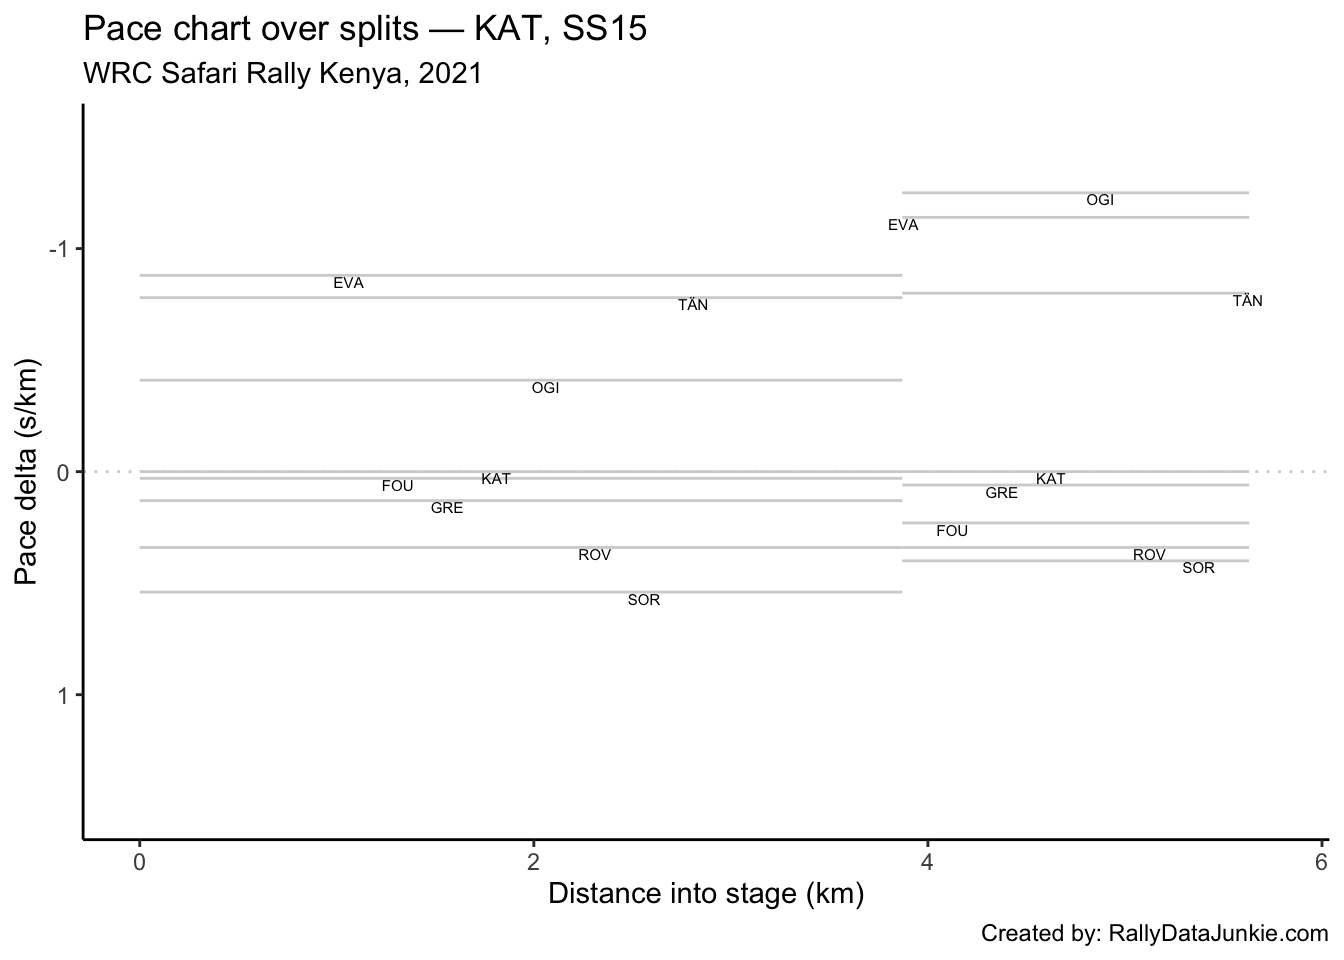 Pace chart over splits — KAT, SS15
WRC Safari Rally Kenya, 2021
OGI
EVA
-1
EVA
TÄN
TÄN
OGI
Pace delta (s/km)
0
KAT
KAT
FOU
GRE
GRE
FOU
ROV
ROV
SOR
SOR
1
0
2
4
6
Distance into stage (km)
Created by: RallyDataJunkie.com